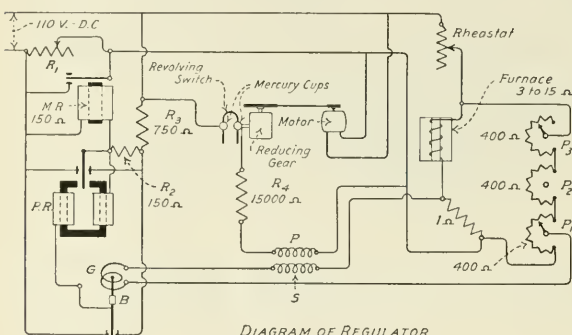 110 V.-D.C
R1
Rheostat
Revolving
Switch
Mercury Cups
Furnace
3 to 15 Ω
M.R.
150 Ω
R3
750 Ω
Motor
400 Ω
P3
Reducing
Gear
R2
150 Ω
R4
15000 Ω
400 Ω
P2
P.R.
P
1 Ω
P1
400 Ω
G
B
S
DIAGRAM OF REGULATOR